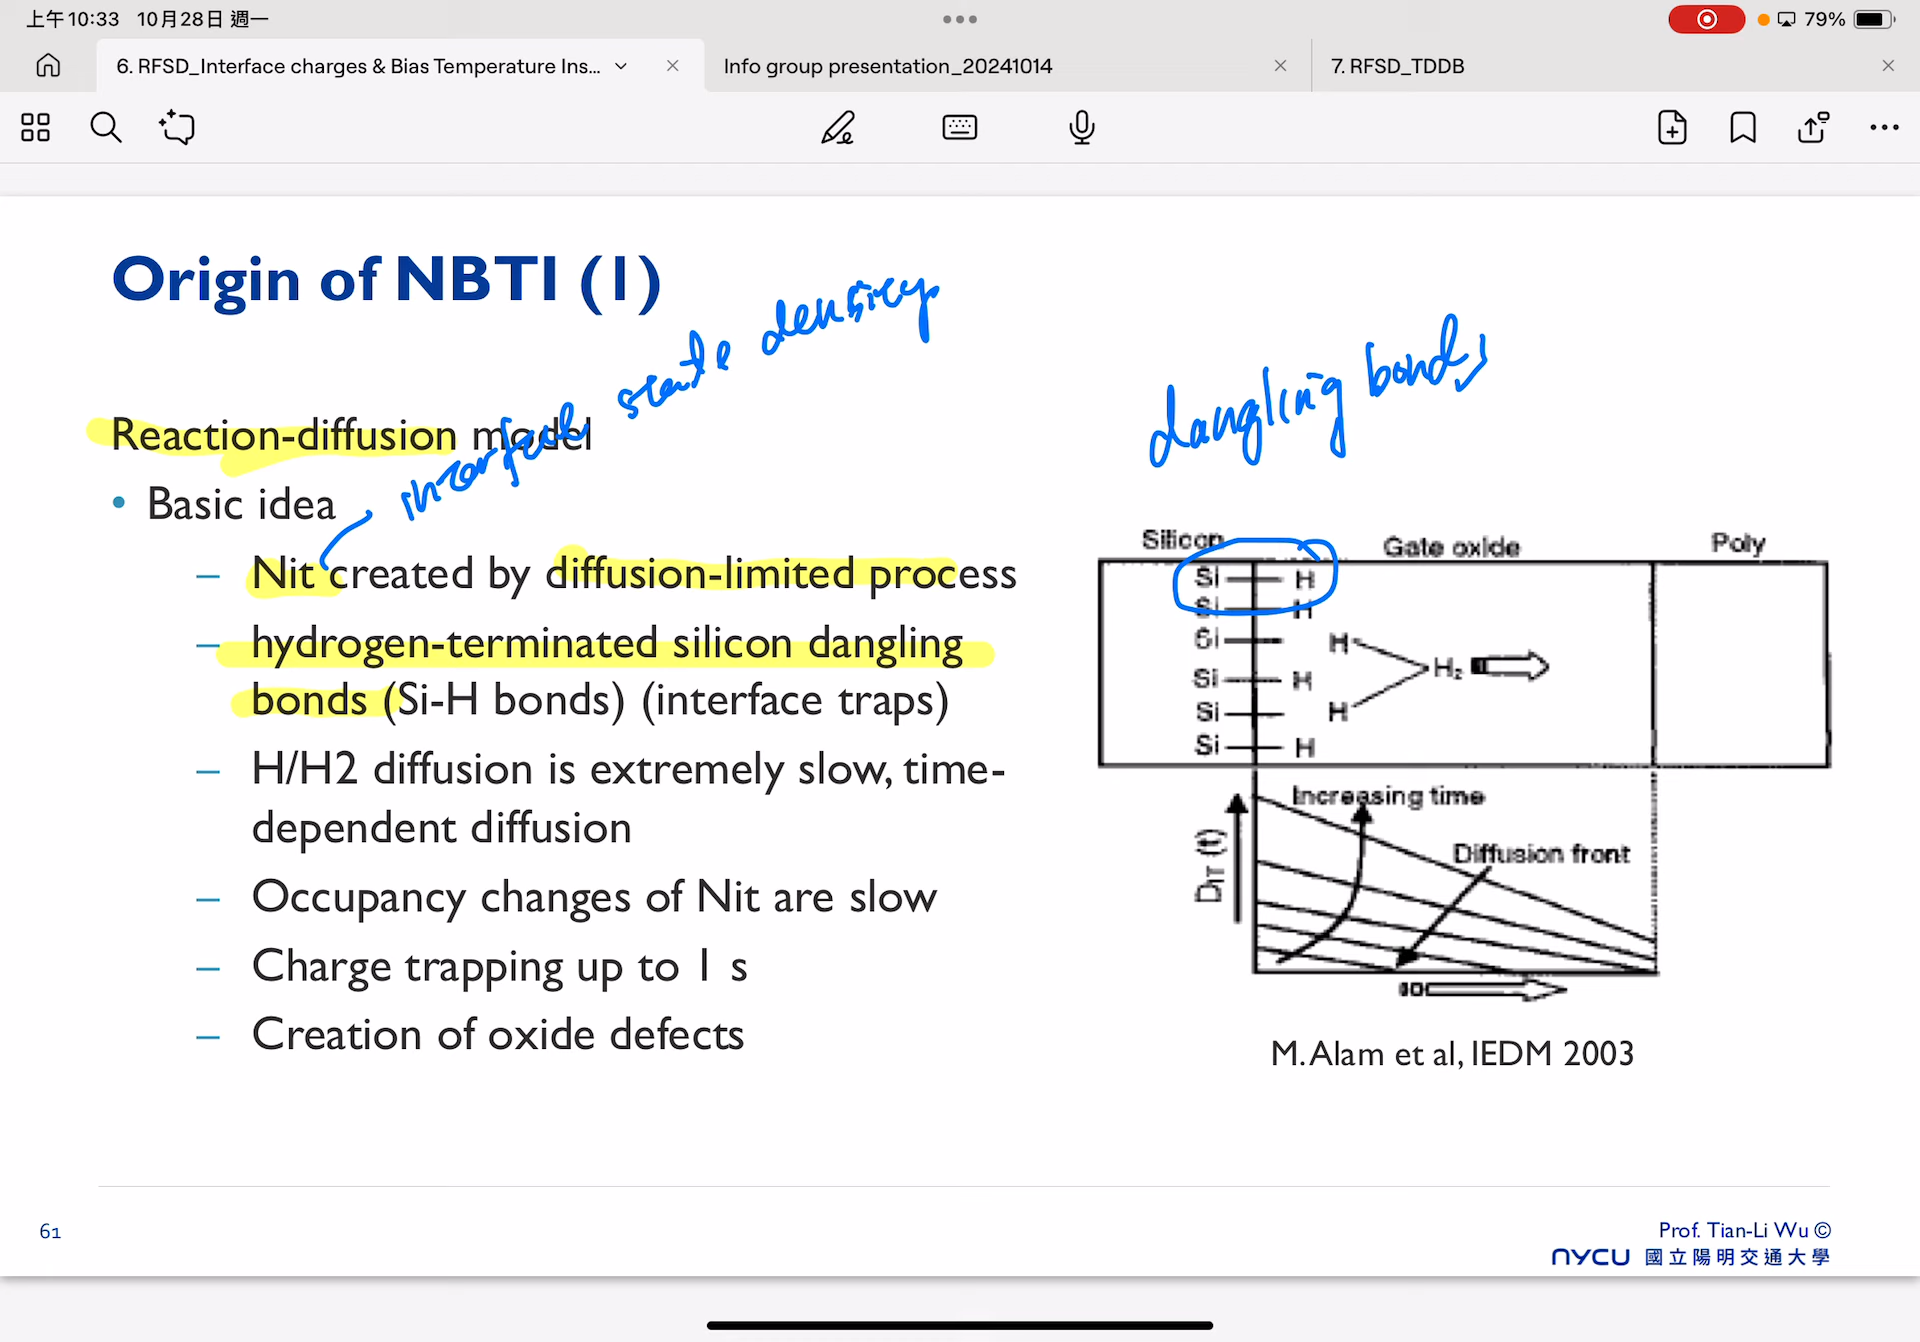 上午10:33 10月28日 週一
79%
6. RFSD_Interface charges & Bias Temperature Ins...
Info group presentation_20241014
7. RFSD_TDDB
Origin of NBTI (1)
interface state density
dangling bonds
Reaction-diffusion model
• Basic idea
– Nit created by diffusion-limited process
– hydrogen-terminated silicon dangling
bonds (Si-H bonds) (interface traps)
– H/H2 diffusion is extremely slow, time-
dependent diffusion
– Occupancy changes of Nit are slow
– Charge trapping up to 1 s
– Creation of oxide defects
Silicon Gate oxide Poly
Si H
Si H
Si H
H₂
Si H
Si H
Si H
Increasing time
Diffusion front
D_IT (t)
M. Alam et al, IEDM 2003
61
Prof. Tian-Li Wu ©
NYCU 國立陽明交通大學